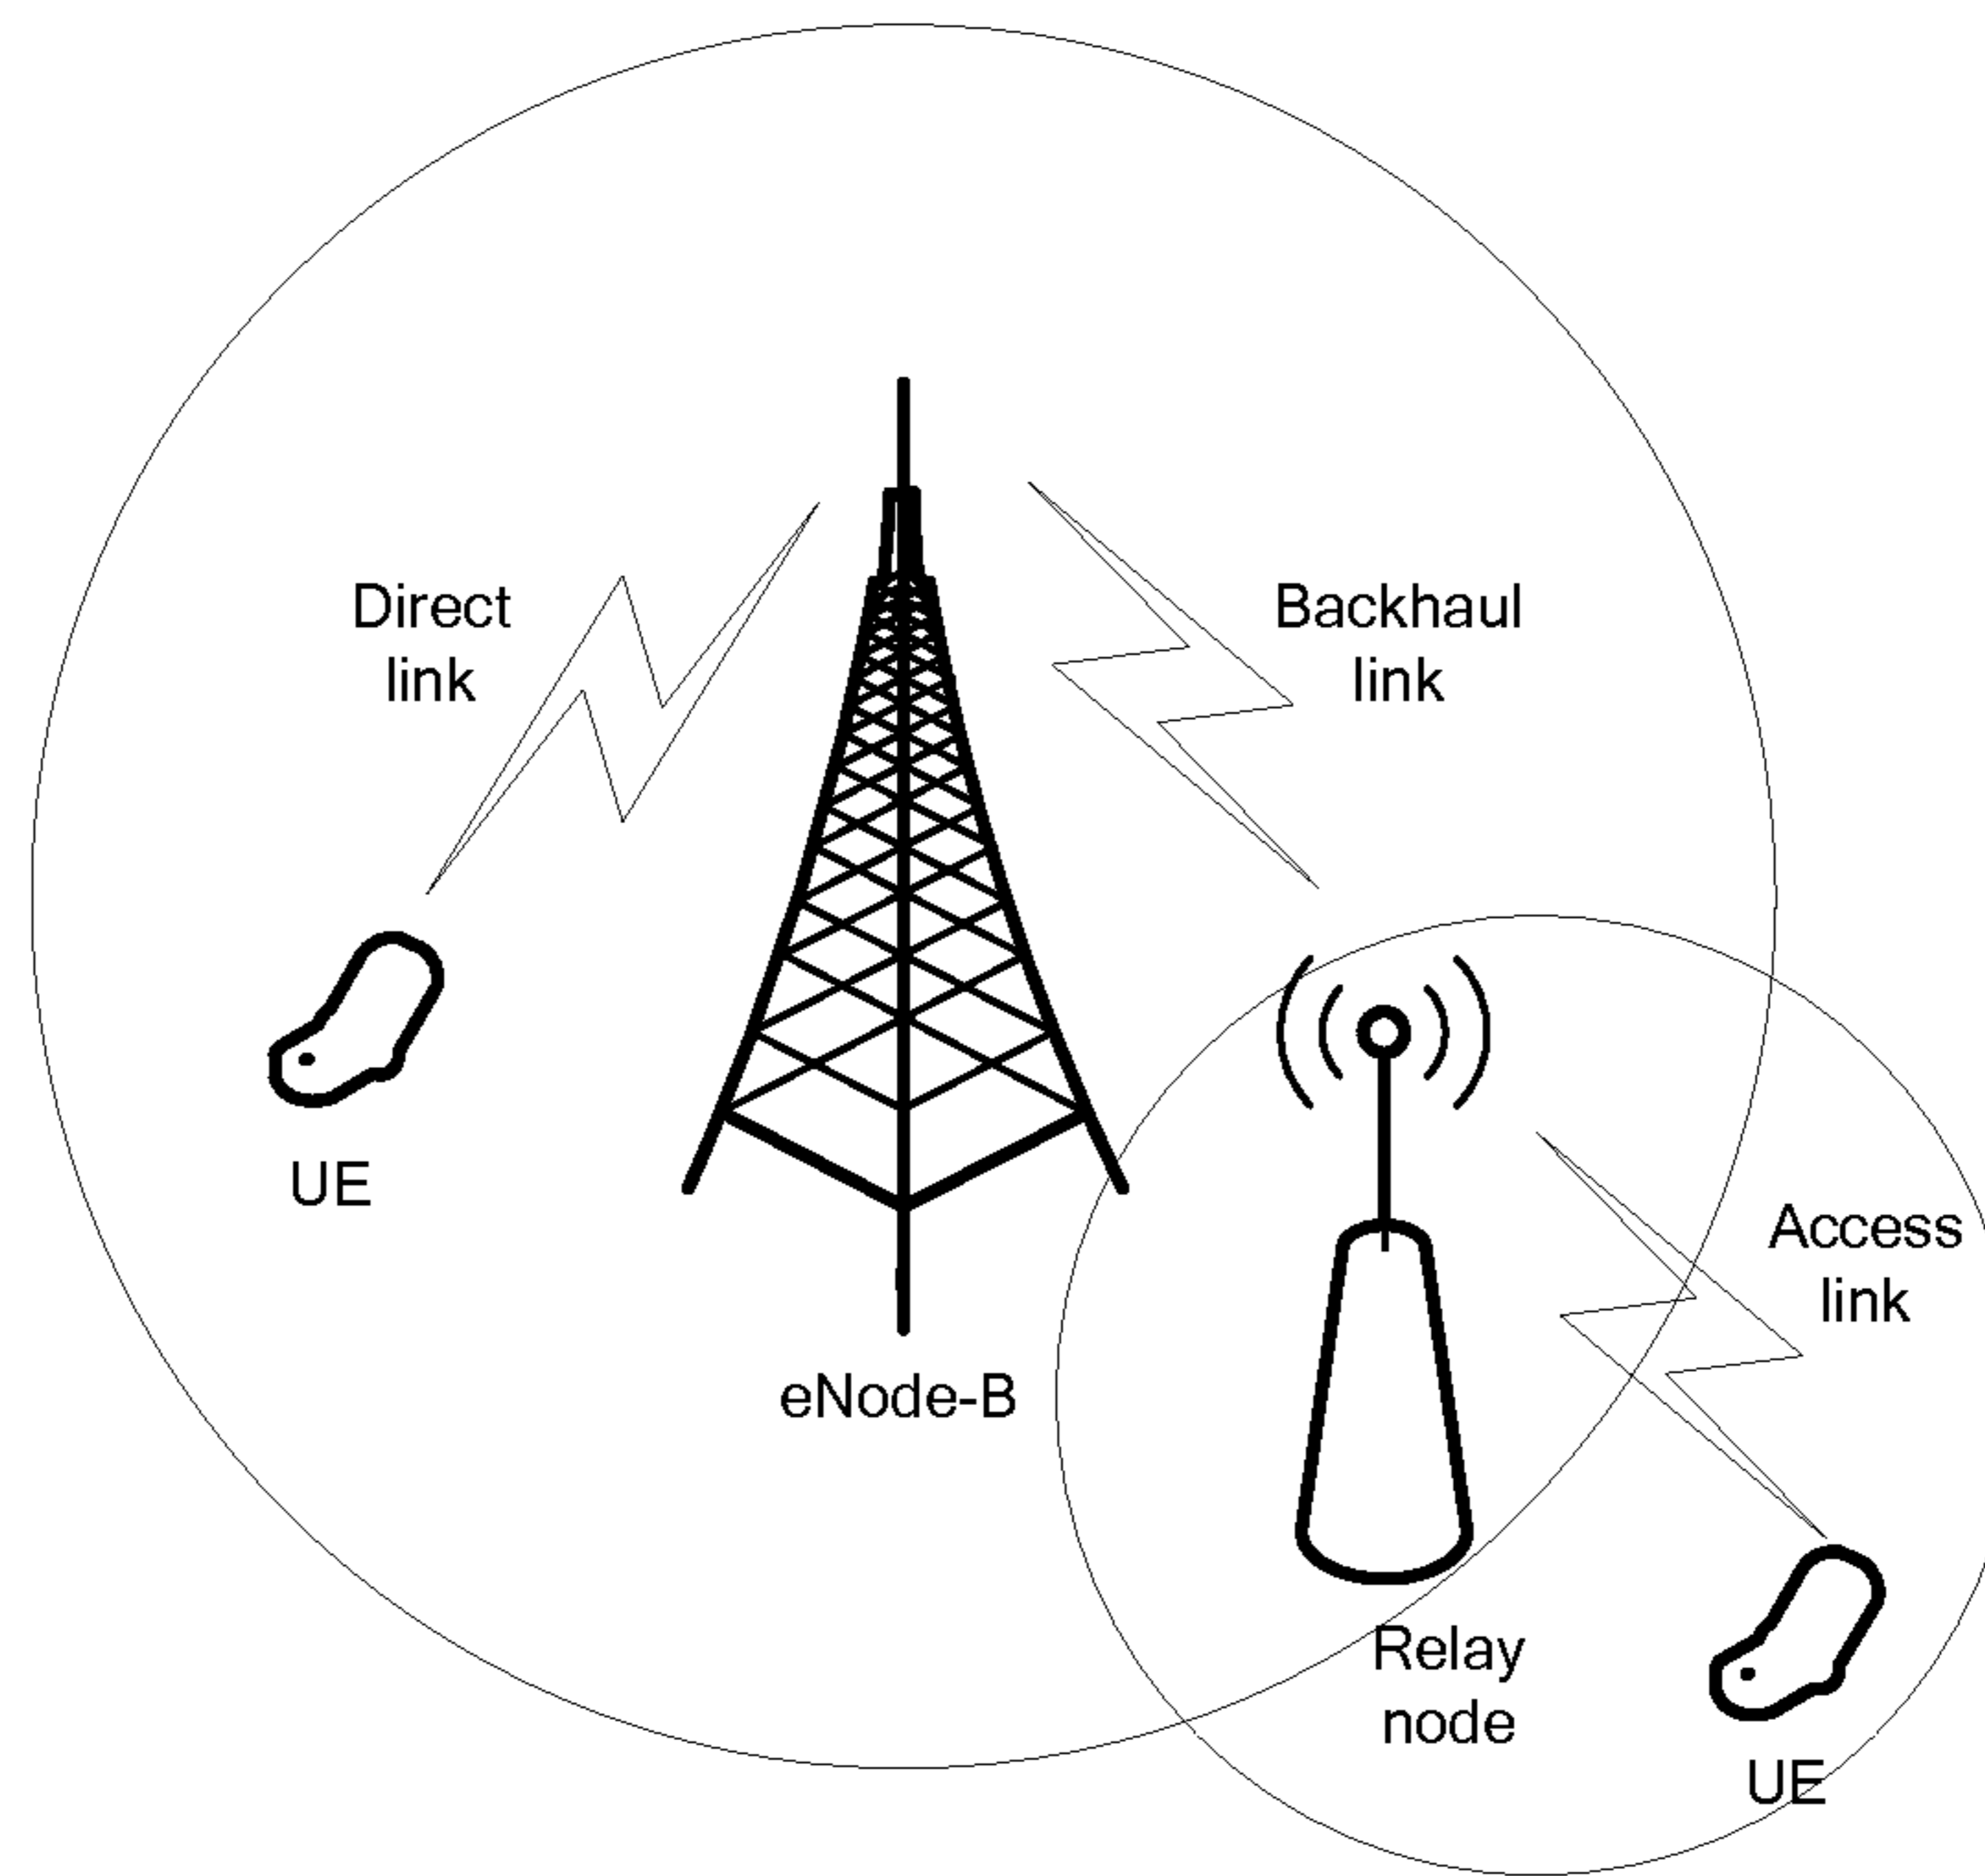 Direct
link
Backhaul
link
UE
Access
link
eNode-B
Relay
node
UE